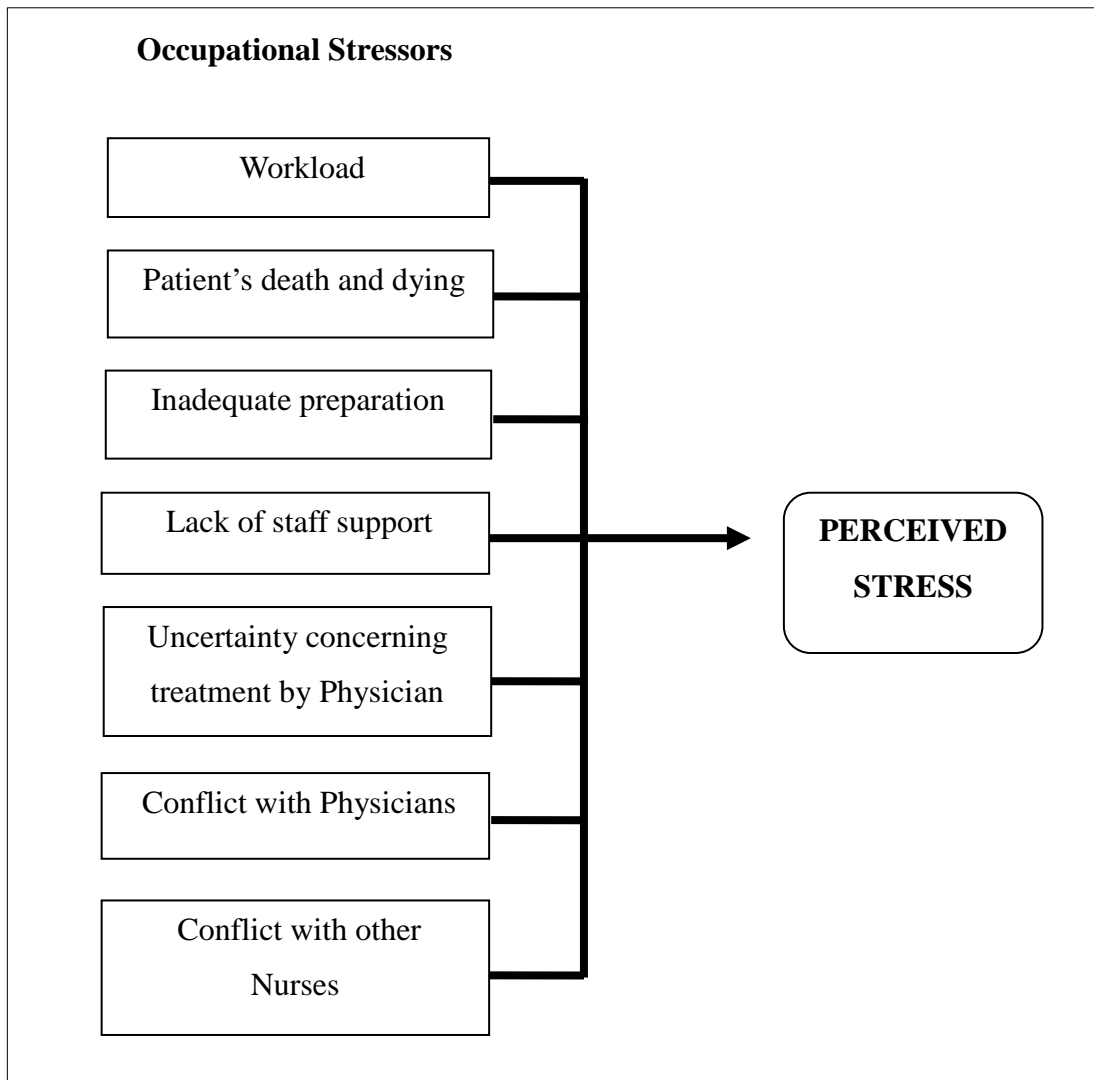 Occupational Stressors
Workload
Patient’s death and dying
Inadequate preparation
Lack of staff support
Uncertainty concerning
treatment by Physician
Conflict with Physicians
Conflict with other
Nurses
PERCEIVED
STRESS